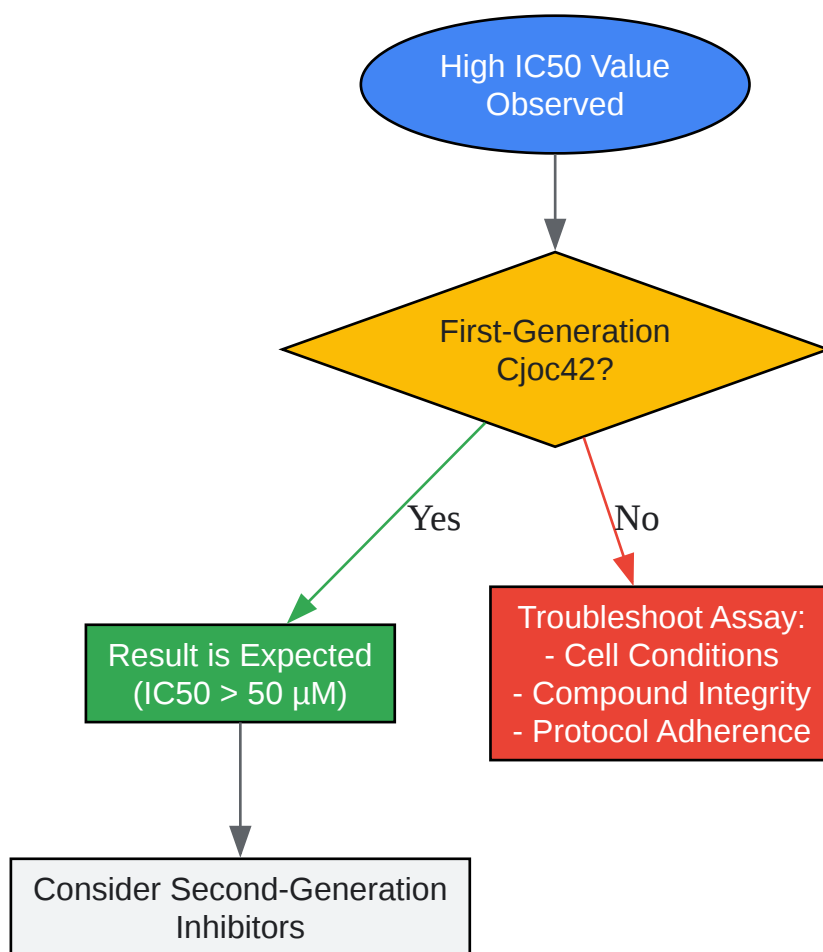 High IC50 Value
Observed
First-Generation
Cjoc42?
Yes
No
Result is Expected
(IC50 > 50 µM)
Troubleshoot Assay:
- Cell Conditions
- Compound Integrity
- Protocol Adherence
Consider Second-Generation
Inhibitors